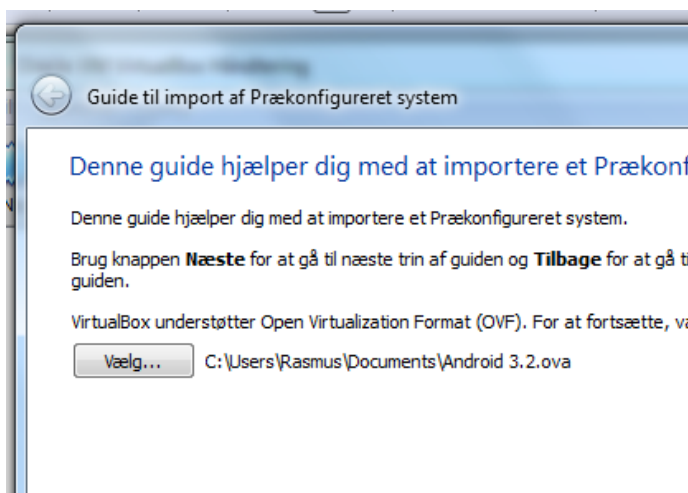 Guide til import af Prækonfigureret system
Denne guide hjælper dig med at importere et Prækonf
Denne guide hjælper dig med at importere et Prækonfigureret system.
Brug knappen Næste for at gå til næste trin af guiden og Tilbage for at gå ti
guiden.
VirtualBox understøtter Open Virtualization Format (OVF). For at fortsætte, va
Vælg... C:\Users\Rasmus\Documents\Android 3.2.ova